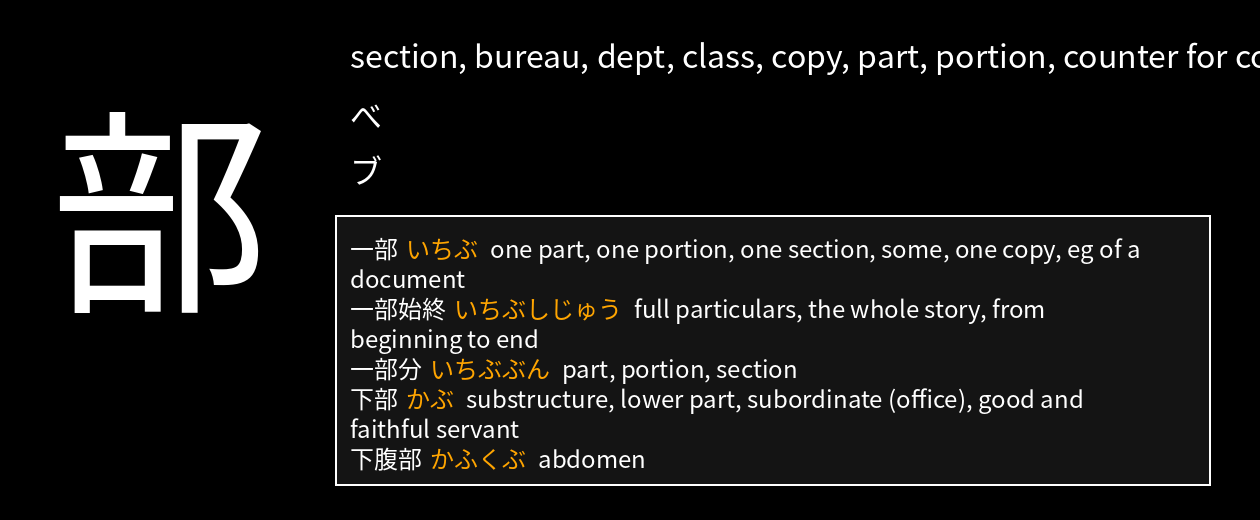 部
section, bureau, dept, class, copy, part, portion, counter for
べ
ブ
一部 いちぶ one part, one portion, one section, some, one copy, eg of a
document
一部始終 いちぶしじゅう full particulars, the whole story, from
beginning to end
一部分 いちぶぶん part, portion, section
下部 かぶ substructure, lower part, subordinate (office), good and
faithful servant
下腹部 かふくぶ abdomen